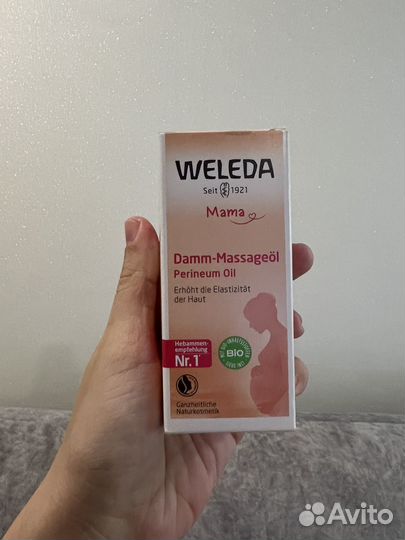 WELEDA
Seit 1921
Mama
Damm-Massageöl
Perineum Oil
Erhöht die Elastizität
der Haut
Hebammen-
empfehlung
Nr.1
BIO
Ganzheitliche
Naturkosmetik
Avito